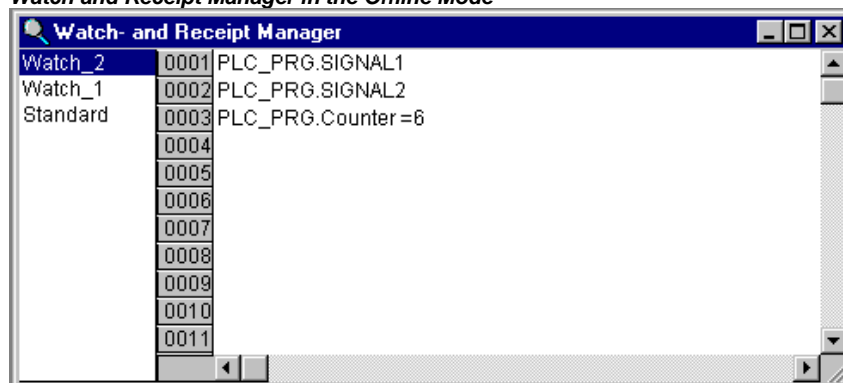 Watch and Receipt Manager in the Offline Mode
Watch- and Receipt Manager
Watch_2
Watch_1
Standard
0001 PLC_PRG.SIGNAL1
0002 PLC_PRG.SIGNAL2
0003 PLC_PRG.Counter =6
0004
0005
0006
0007
0008
0009
0010
0011